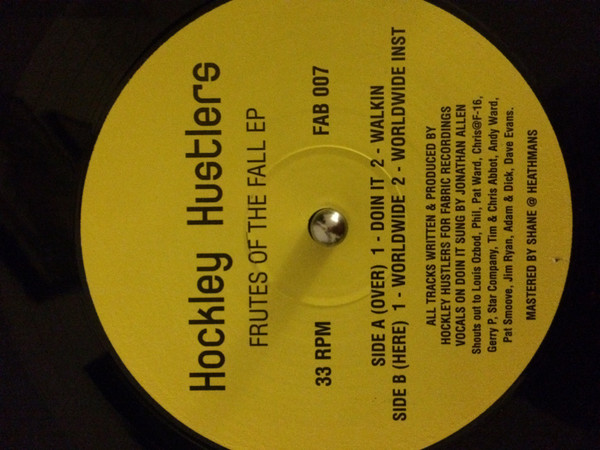 Hockley Hustlers
FRUTES OF THE FALL EP
33 RPM FAB 007
SIDE A (OVER) 1 - DOIN IT 2 - WALKIN
SIDE B (HERE) 1 - WORLDWIDE 2 - WORLDWIDE INST
ALL TRACKS WRITTEN & PRODUCED BY
HOCKLEY HUSTLERS FOR FABRIC RECORDINGS
VOCALS ON DOIN IT SUNG BY JONATHAN ALLEN
Shouts out to Louis Ozbod, Phil, Pat Ward, Chris@F-16,
Gerry P, Star Company, Tim & Chris Abbot, Andy Ward,
Pat Smoove, Jim Ryan, Adam & Dick, Dave Evans.
MASTERED BY SHANE @ HEATHMANS